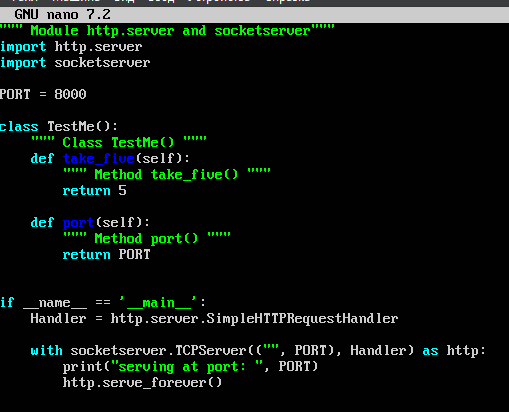 GNU nano 7.2
""" Module http.server and socketserver"""
import http.server
import socketserver

PORT = 8000

class TestMe():
    """ Class TestMe() """
    def take_five(self):
        """ Method take_five() """
        return 5

    def port(self):
        """ Method port() """
        return PORT


if __name__ == '__main__':
    Handler = http.server.SimpleHTTPRequestHandler

    with socketserver.TCPServer(("", PORT), Handler) as http:
        print("serving at port: ", PORT)
        http.serve_forever()